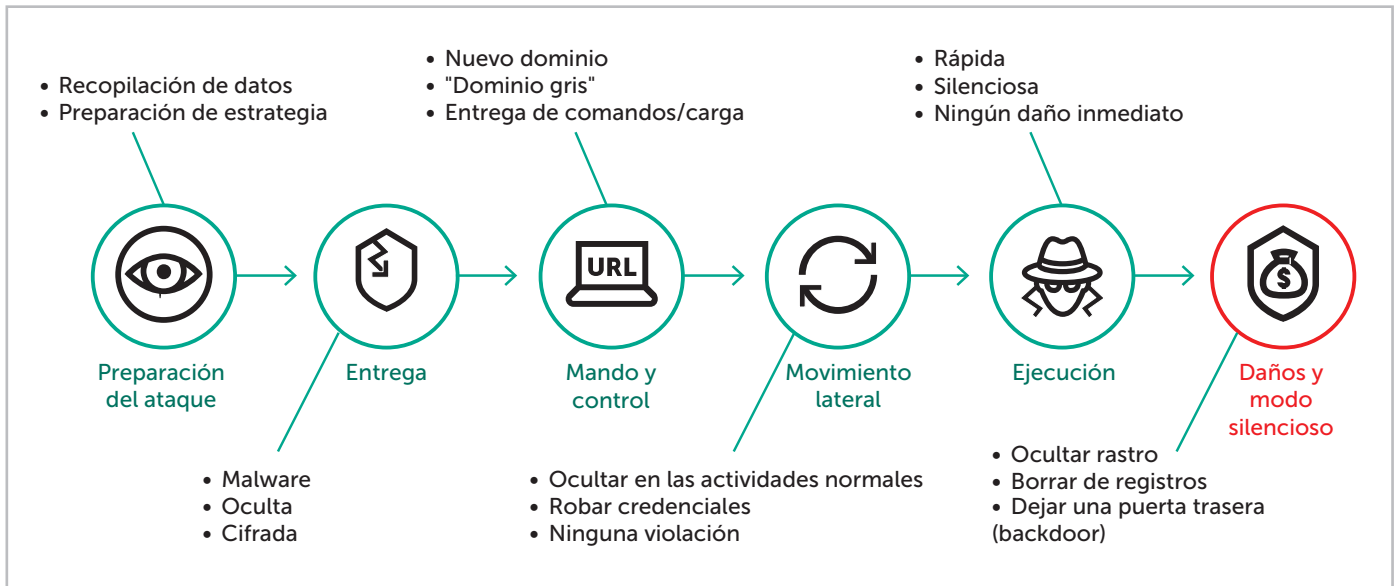 • Recopilación de datos
• Preparación de estrategia
• Nuevo dominio
• "Dominio gris"
• Entrega de comandos/carga
• Rápida
• Silenciosa
• Ningún daño inmediato
URL
$
Preparación
del ataque
Entrega
Mando y
control
Movimiento
lateral
Ejecución
Daños y
modo
silencioso
• Malware
• Oculta
• Cifrada
• Ocultar en las actividades normales
• Robar credenciales
• Ninguna violación
• Ocultar rastro
• Borrar de registros
• Dejar una puerta trasera
(backdoor)